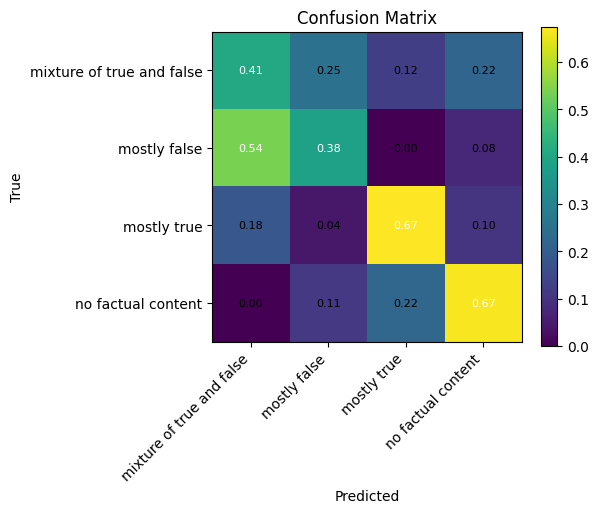 Confusion Matrix
mixture of true and false 0.41 0.25 0.12 0.22
mostly false 0.54 0.38 0.00 0.08
mostly true 0.18 0.04 0.67 0.10
no factual content 0.00 0.11 0.22 0.67
True
mixture of true and false
mostly false
mostly true
no factual content
Predicted
0.6
0.5
0.4
0.3
0.2
0.1
0.0